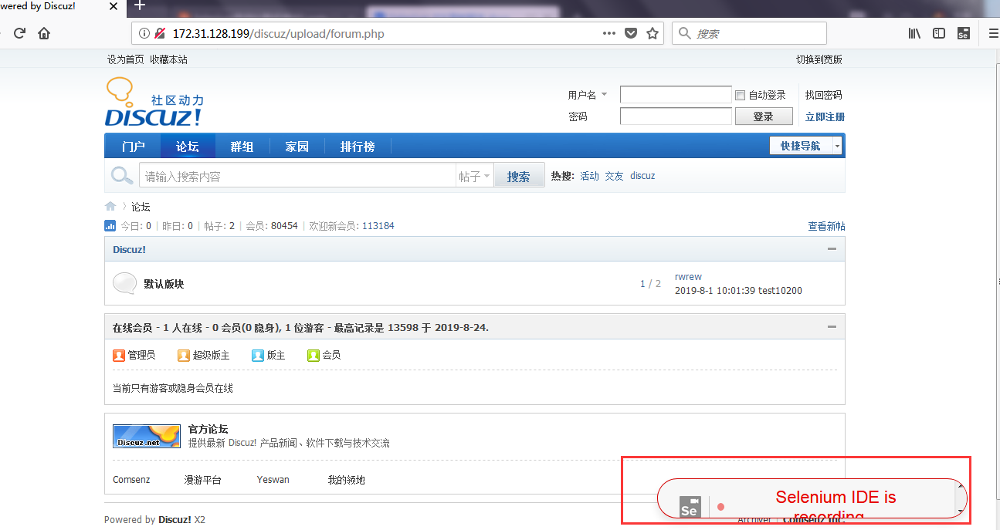 wered by Discuz!
172.31.128.199/discuz/upload/forum.php
搜索
Se
设为首页 收藏本站 切换到宽版
社区动力
DISCUZ!
用户名 自动登录 找回密码
密码 登录 立即注册
门户 论坛 群组 家园 排行榜 快捷导航
请输入搜索内容 帖子 搜索 热搜: 活动 交友 discuz
论坛
今日: 0 | 昨日: 0 | 帖子: 2 | 会员: 80454 | 欢迎新会员: 113184 查看新帖
Discuz!
默认版块 1 / 2 rwrew
2019-8-1 10:01:39 test10200
在线会员 - 1 人在线 - 0 会员(0 隐身), 1 位游客 - 最高记录是 13598 于 2019-8-24.
管理员 超级版主 版主 会员
当前只有游客或隐身会员在线
Discuz.net
官方论坛
提供最新 Discuz! 产品新闻、软件下载与技术交流
Comsenz 漫游平台 Yeswan 我的领地
Se
Selenium IDE is
recording
Powered by Discuz! X2 Archiver | Comsenz Inc.